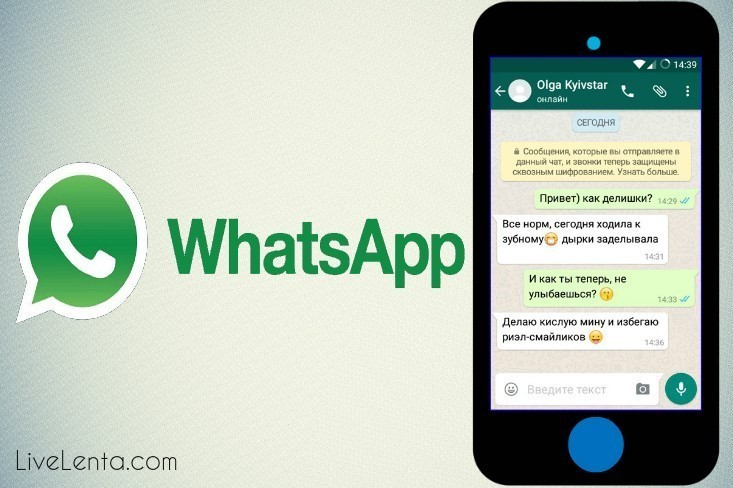 WhatsApp
LiveLenta.com
14:39
Olga Kyivstar
онлайн
СЕГОДНЯ
Сообщения, которые вы отправляете в
данный чат, и звонки теперь защищены
сквозным шифрованием. Узнать больше.
Привет) как делишки? 14:29
Все норм, сегодня ходила к
зубному😷 дырки заделывала
14:31
И как ты теперь, не
улыбаешься? 😙 14:33
Делаю кислую мину и избегаю
риэл-смайликов 😛 14:36
Введите текст